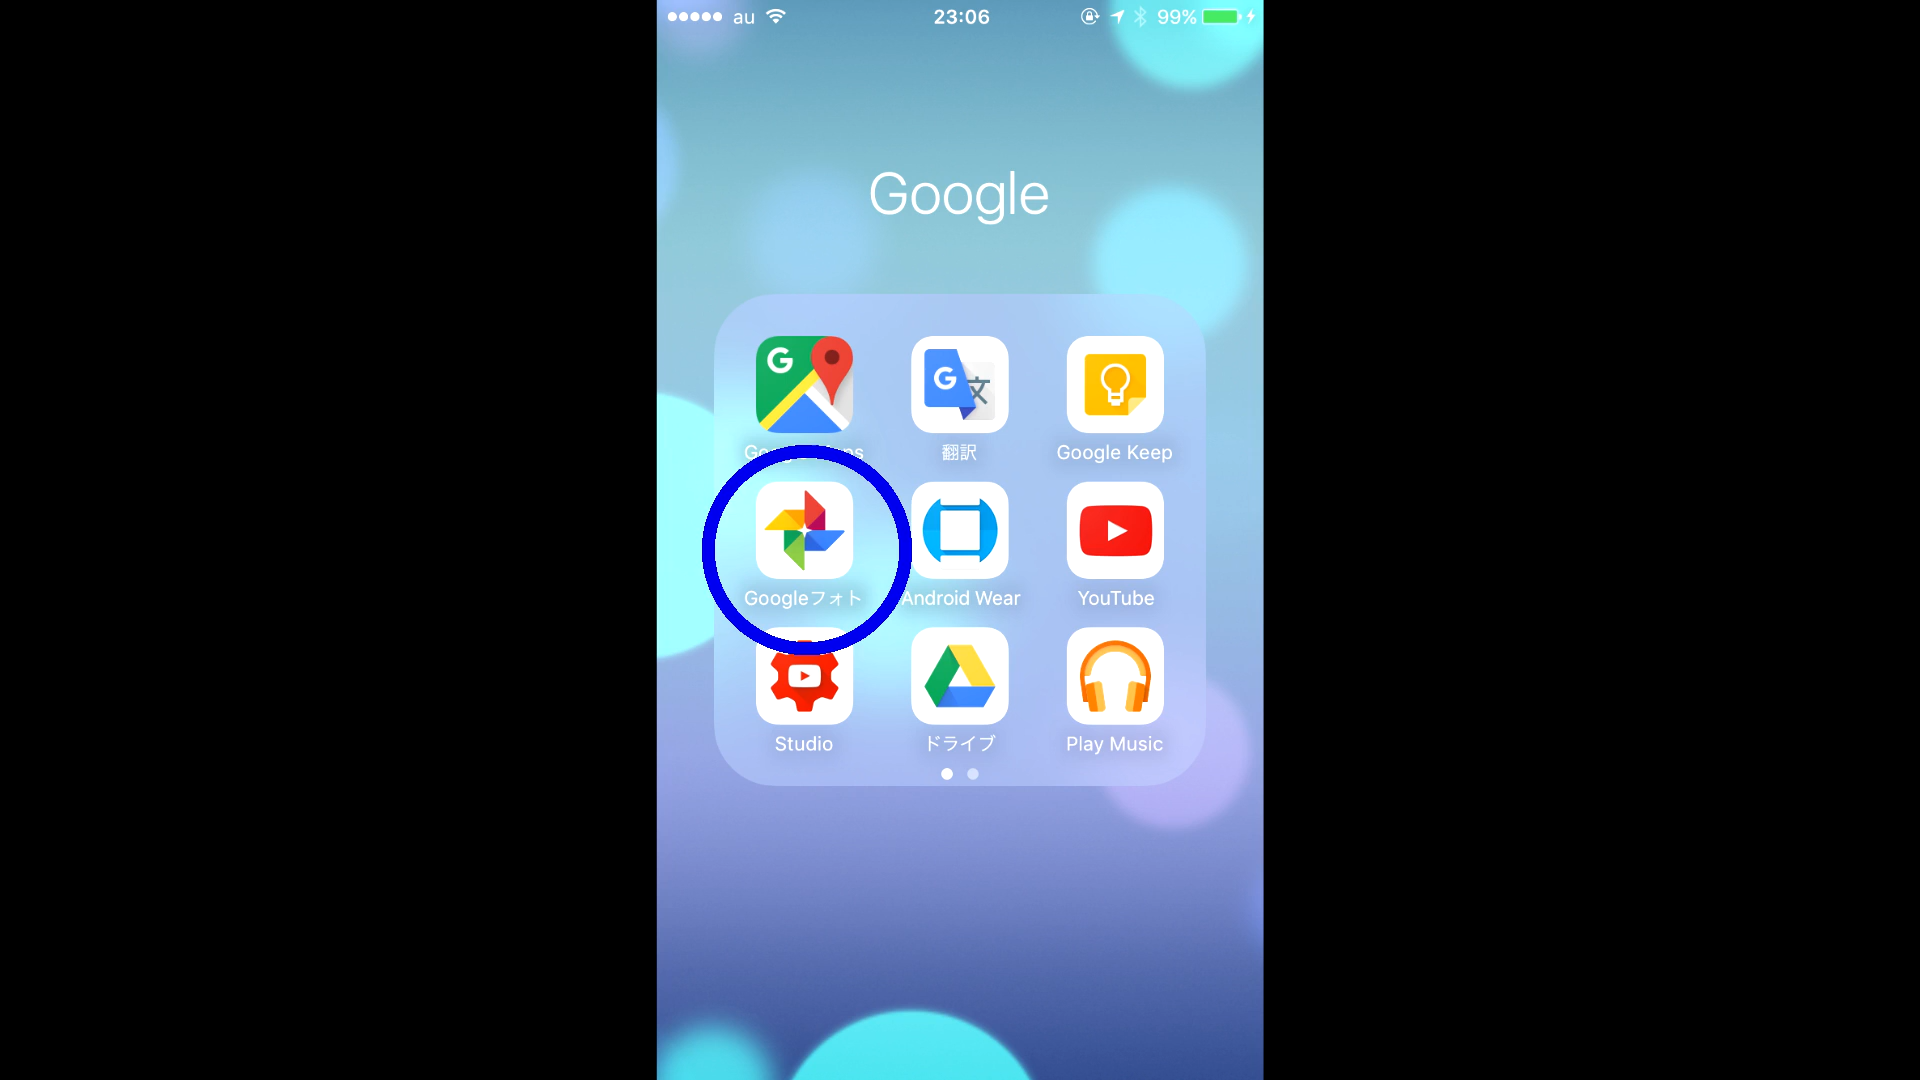 au 23:06 99%
Google
翻訳 Google Keep
Googleフォト Android Wear YouTube
Studio ドライブ Play Music